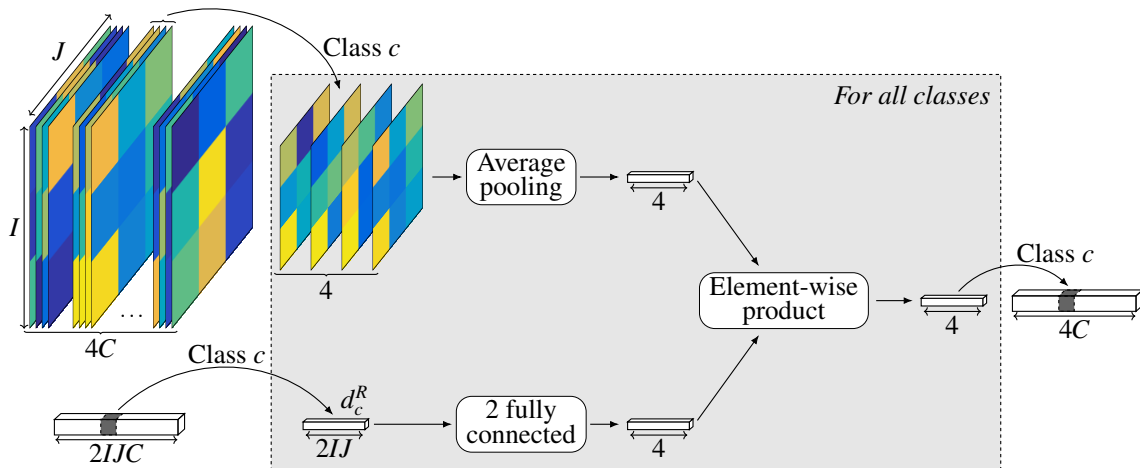 J
Class c
For all classes
Average
pooling
4
I
4
Class c
Element-wise
product
...
4
4C
4C
Class c
d_c^R
2 fully
connected
2IJC
2IJ
4